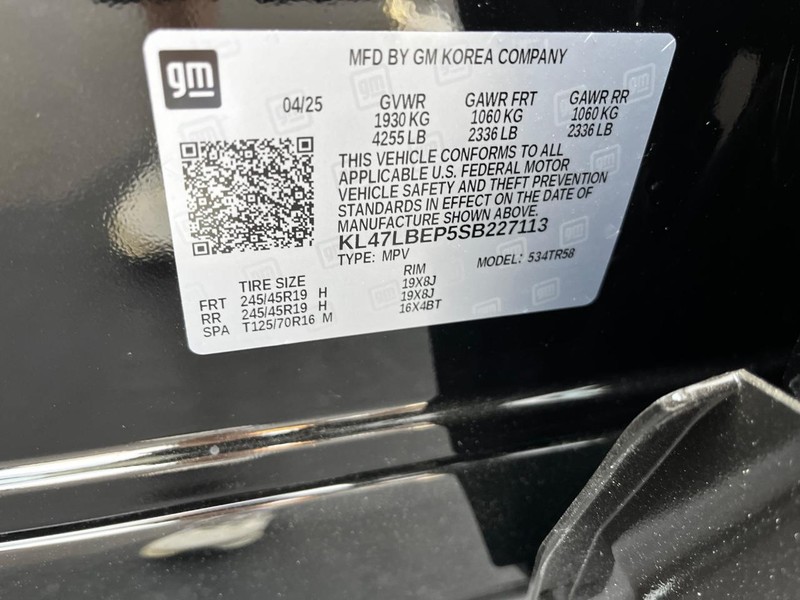 gm
MFD BY GM KOREA COMPANY
04/25 GVWR GAWR FRT GAWR RR
1930 KG 1060 KG 1060 KG
4255 LB 2336 LB 2336 LB
THIS VEHICLE CONFORMS TO ALL
APPLICABLE U.S. FEDERAL MOTOR
VEHICLE SAFETY AND THEFT PREVENTION
STANDARDS IN EFFECT ON THE DATE OF
MANUFACTURE SHOWN ABOVE.
KL47LBEP5SB227113
TYPE: MPV MODEL: 534TR58
TIRE SIZE RIM
FRT 245/45R19 H 19X8J
RR 245/45R19 H 19X8J
SPA T125/70R16 M 16X4BT